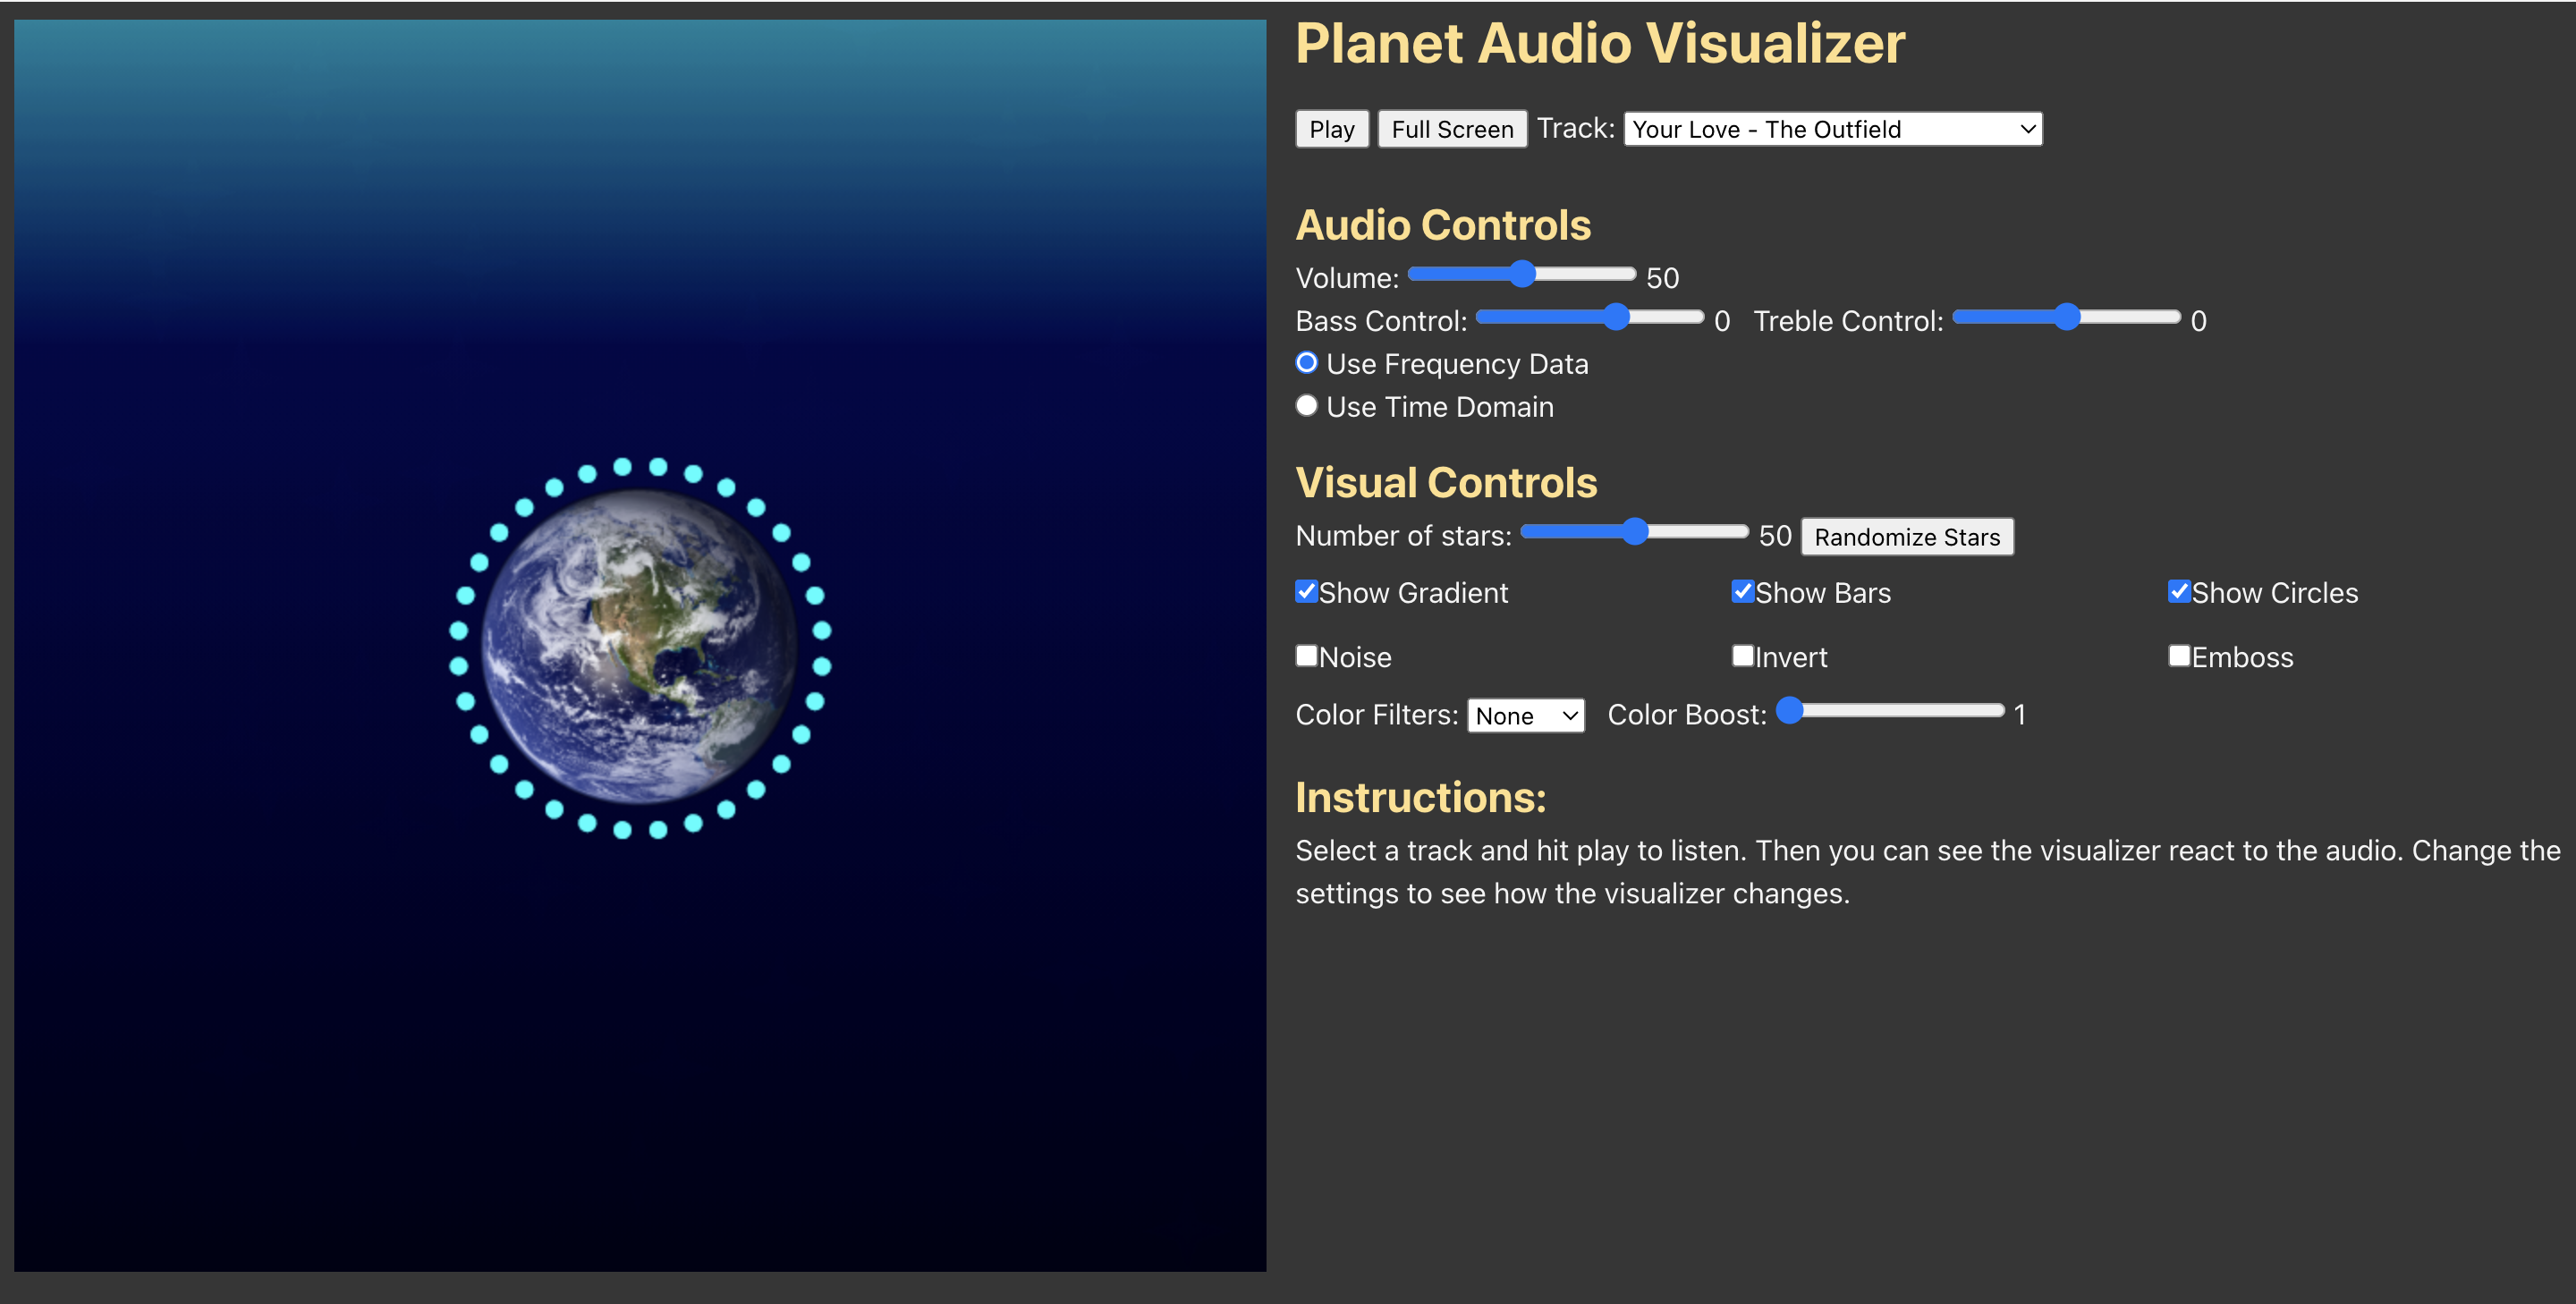 Planet Audio Visualizer
Play Full Screen Track: Your Love - The Outfield
Audio Controls
Volume: 50
Bass Control: 0 Treble Control: 0
Use Frequency Data
Use Time Domain
Visual Controls
Number of stars: 50 Randomize Stars
Show Gradient Show Bars Show Circles
Noise Invert Emboss
Color Filters: None Color Boost: 1
Instructions:
Select a track and hit play to listen. Then you can see the visualizer react to the audio. Change the
settings to see how the visualizer changes.